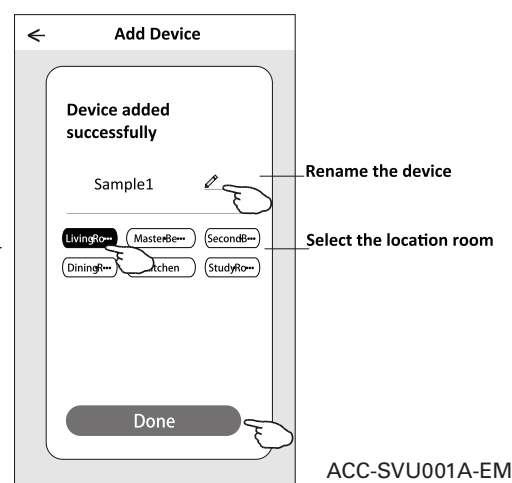 Add Device
Device added
successfully
Sample1
Rename the device
LivingRo··· MasterBe··· SecondB···
Select the location room
DiningR··· tchen StudyRo···
Done
ACC-SVU001A-EM